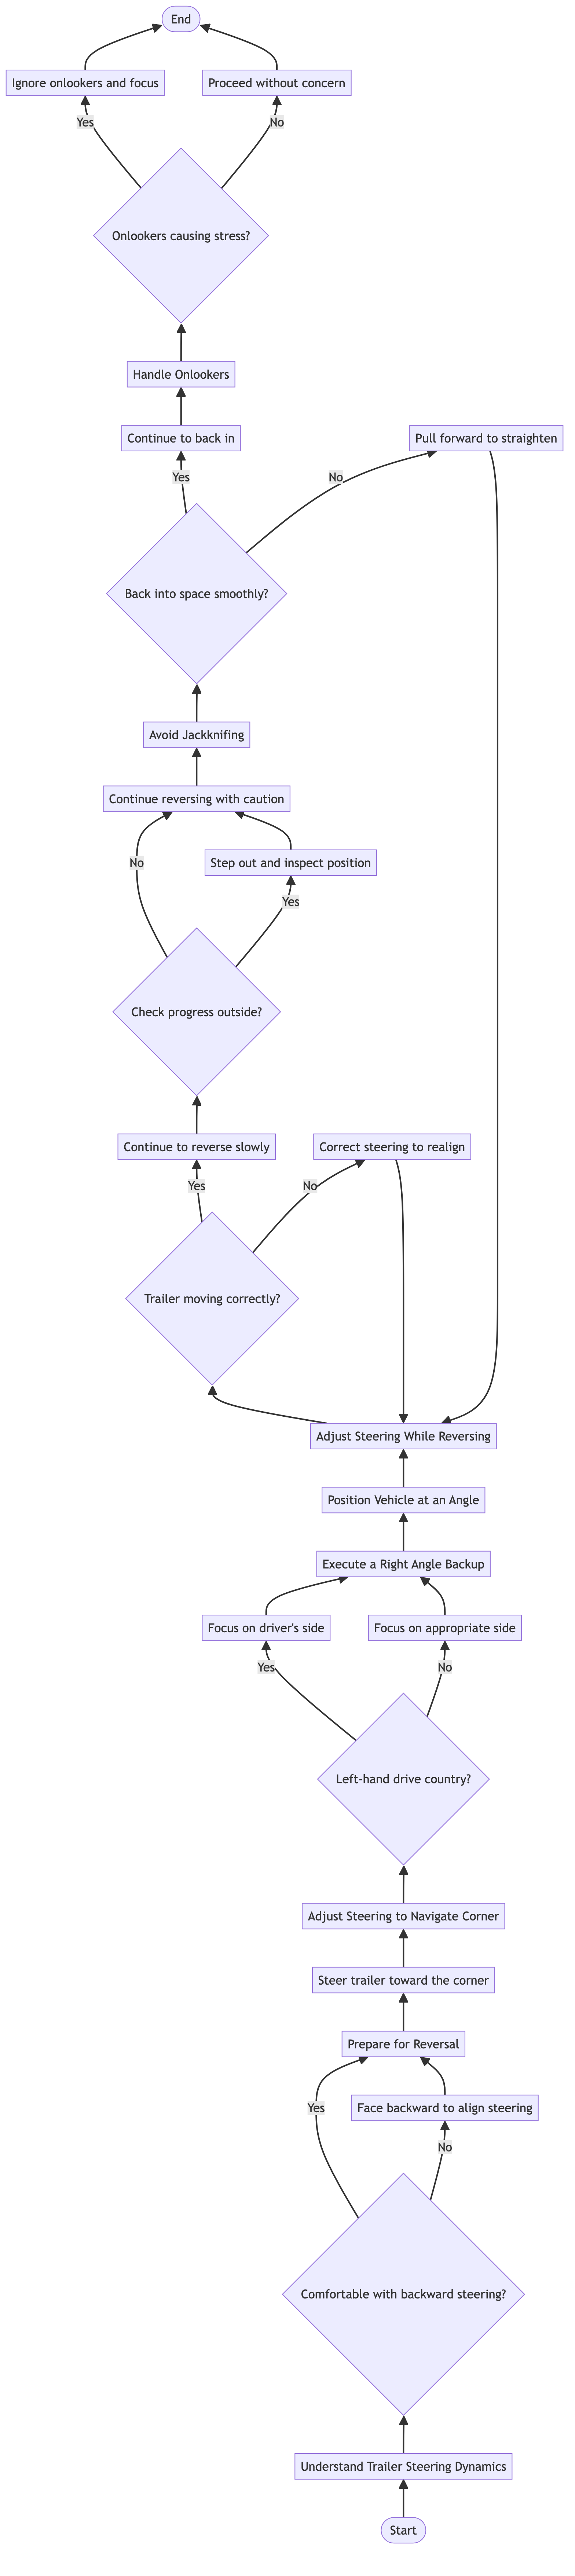 End
Ignore onlookers and focus
Proceed without concern
Yes
No
Onlookers causing stress?
Handle Onlookers
Continue to back in
Pull forward to straighten
Yes
No
Back into space smoothly?
Avoid Jackknifing
Continue reversing with caution
No
Step out and inspect position
Yes
Check progress outside?
Continue to reverse slowly
Correct steering to realign
Yes
No
Trailer moving correctly?
Adjust Steering While Reversing
Position Vehicle at an Angle
Execute a Right Angle Backup
Focus on driver's side
Focus on appropriate side
Yes
No
Left-hand drive country?
Adjust Steering to Navigate Corner
Steer trailer toward the corner
Prepare for Reversal
Yes
Face backward to align steering
No
Comfortable with backward steering?
Understand Trailer Steering Dynamics
Start